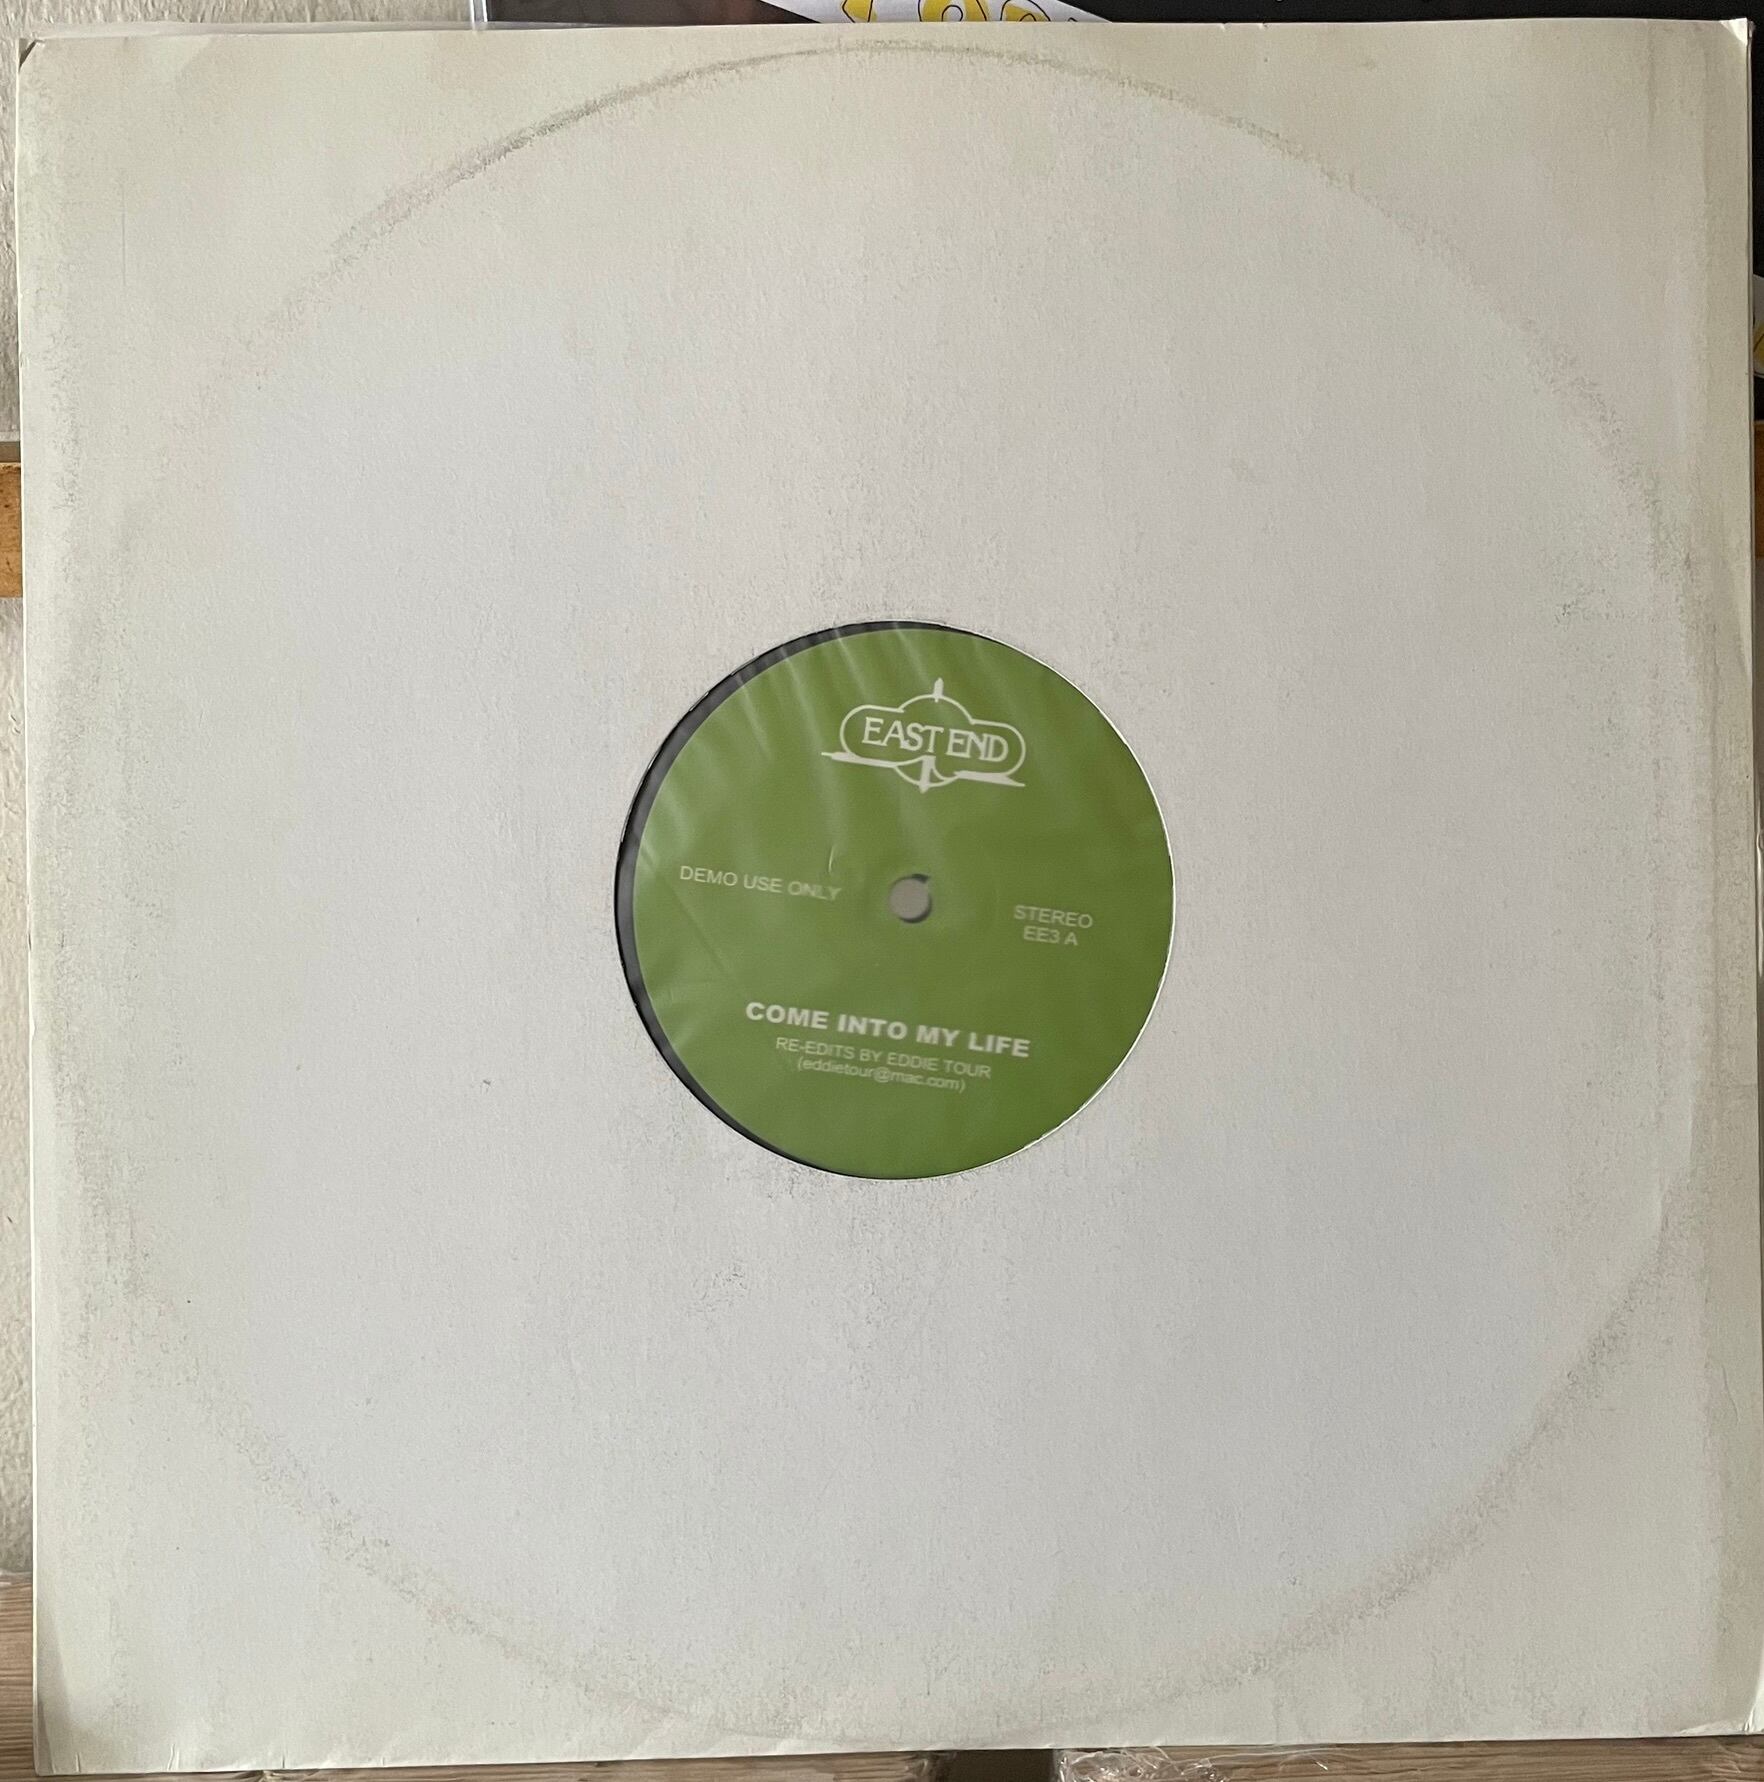 EAST END
DEMO USE ONLY
STEREO
EE3 A
COME INTO MY LIFE
RE-EDITS BY EDDIE TOUR
(eddietour@mac.com)